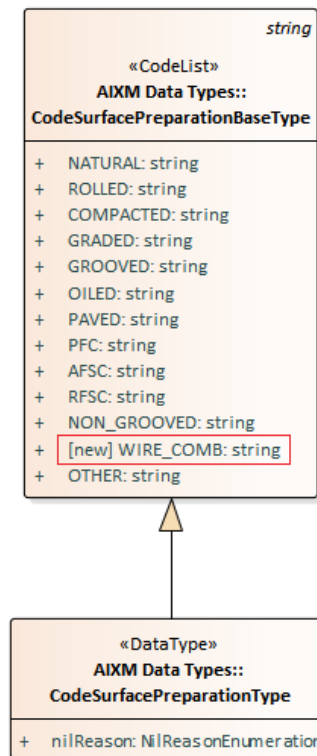 string
«CodeList»
AIXM Data Types::
CodeSurfacePreparationBaseType
+ NATURAL: string
+ ROLLED: string
+ COMPACTED: string
+ GRADED: string
+ GROOVED: string
+ OILED: string
+ PAVED: string
+ PFC: string
+ AFSC: string
+ RFSC: string
+ NON_GROOVED: string
+ [new] WIRE_COMB: string
+ OTHER: string
«DataType»
AIXM Data Types::
CodeSurfacePreparationType
+ nilReason: NilReasonEnumeration